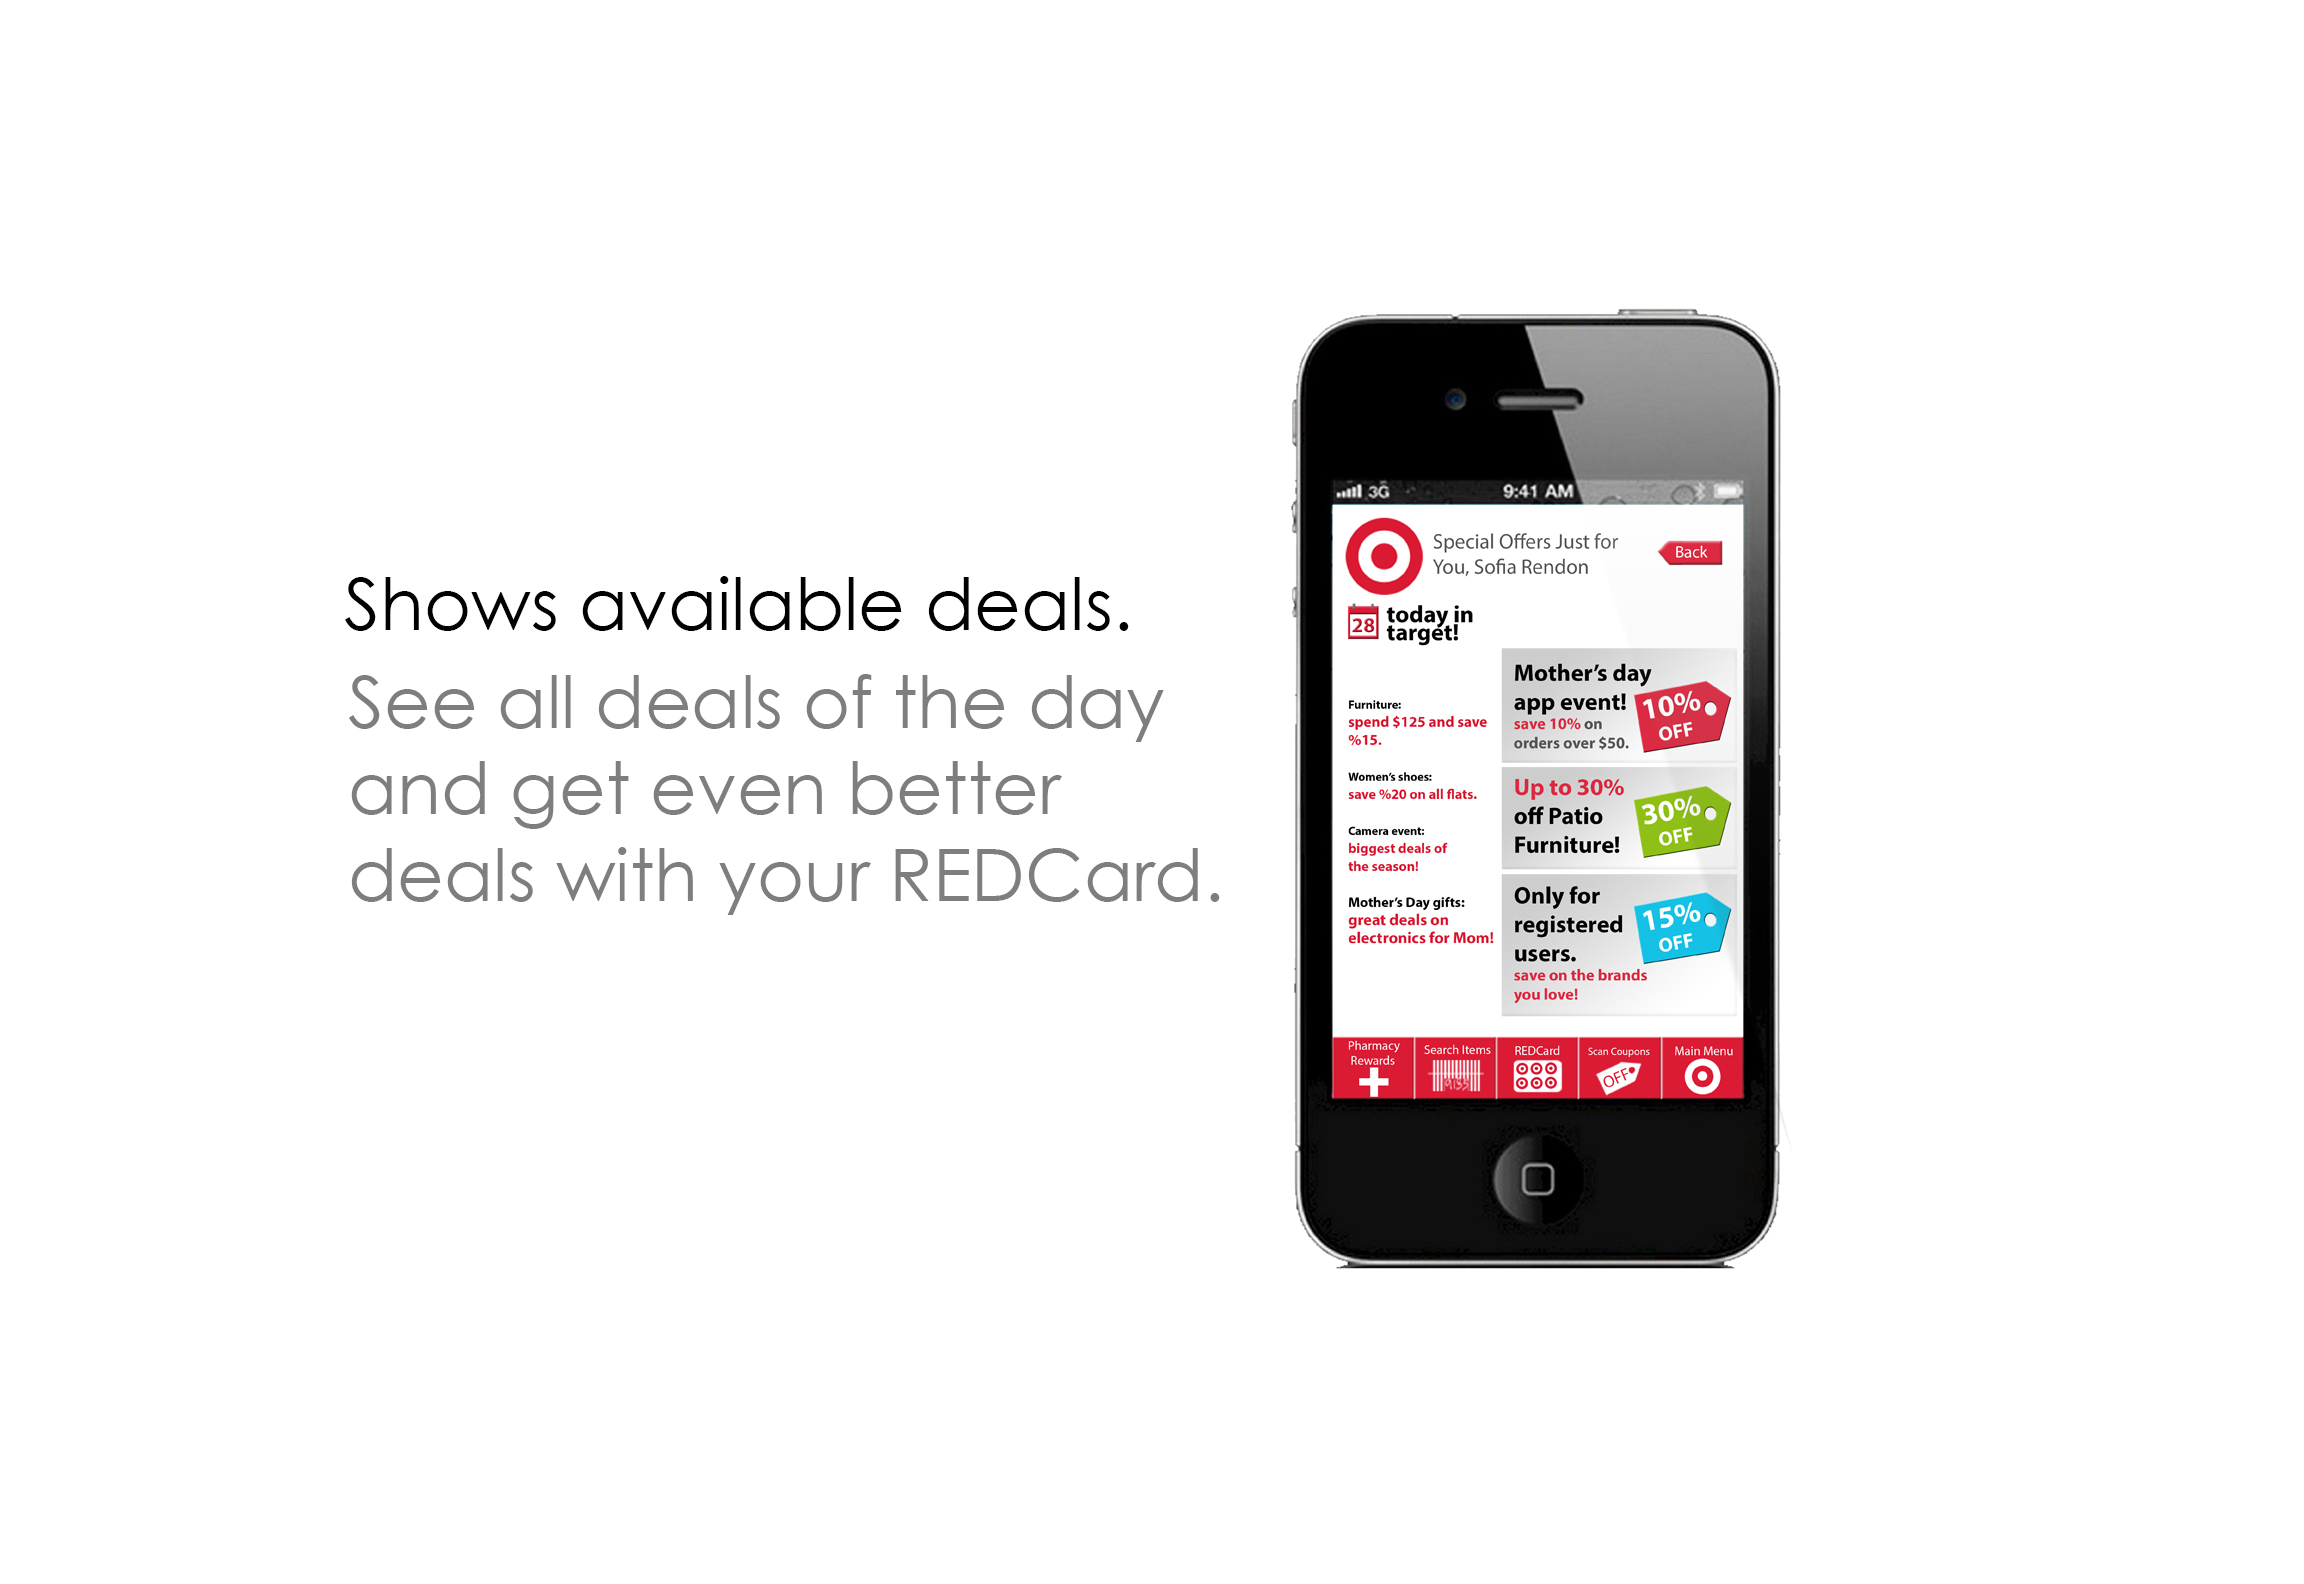 Shows available deals.
See all deals of the day
and get even better
deals with your REDCard.
3G
9:41 AM
Special Offers Just for
You, Sofia Rendon
Back
28
today in
target!
Furniture:
spend $125 and save
%15.
Women's shoes:
save %20 on all flats.
Camera event:
biggest deals of
the season!
Mother's Day gifts:
great deals on
electronics for Mom!
Mother's day
app event!
save 10% on
orders over $50.
10%
OFF
Up to 30%
off Patio
Furniture!
30%
OFF
Only for
registered
users.
save on the brands
you love!
15%
OFF
Pharmacy
Rewards
Search Items
9135
REDCard
Scan Coupons
OFF
Main Menu